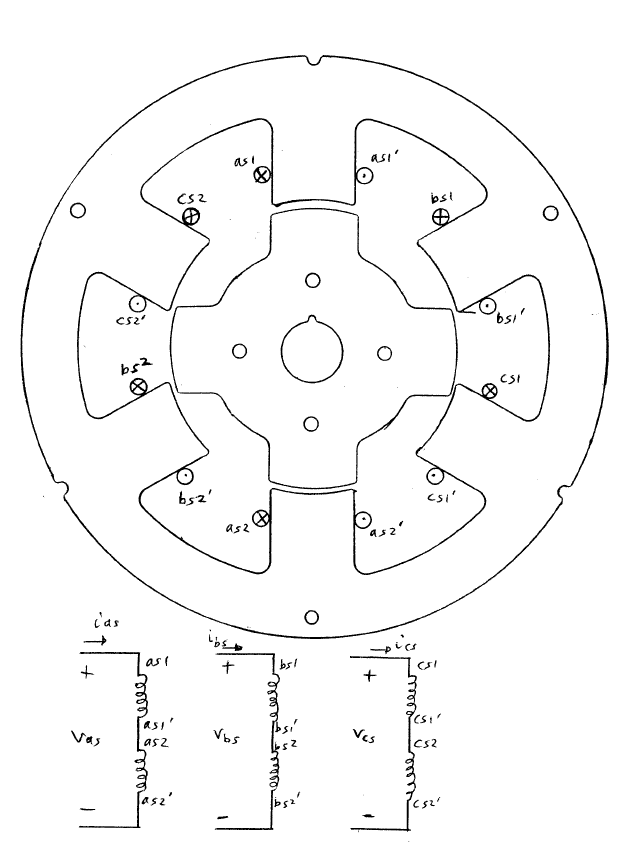 as1 as1'
cs2 bs1
cs2' bs1'
bs2 cs1
bs2' cs1'
as2 as2'
ias ibs ics
+ as1 + bs1 + cs1
as1' bs1' cs1'
Vas as2 Vbs bs2 Vcs cs2
as2' bs2' cs2'
− − −